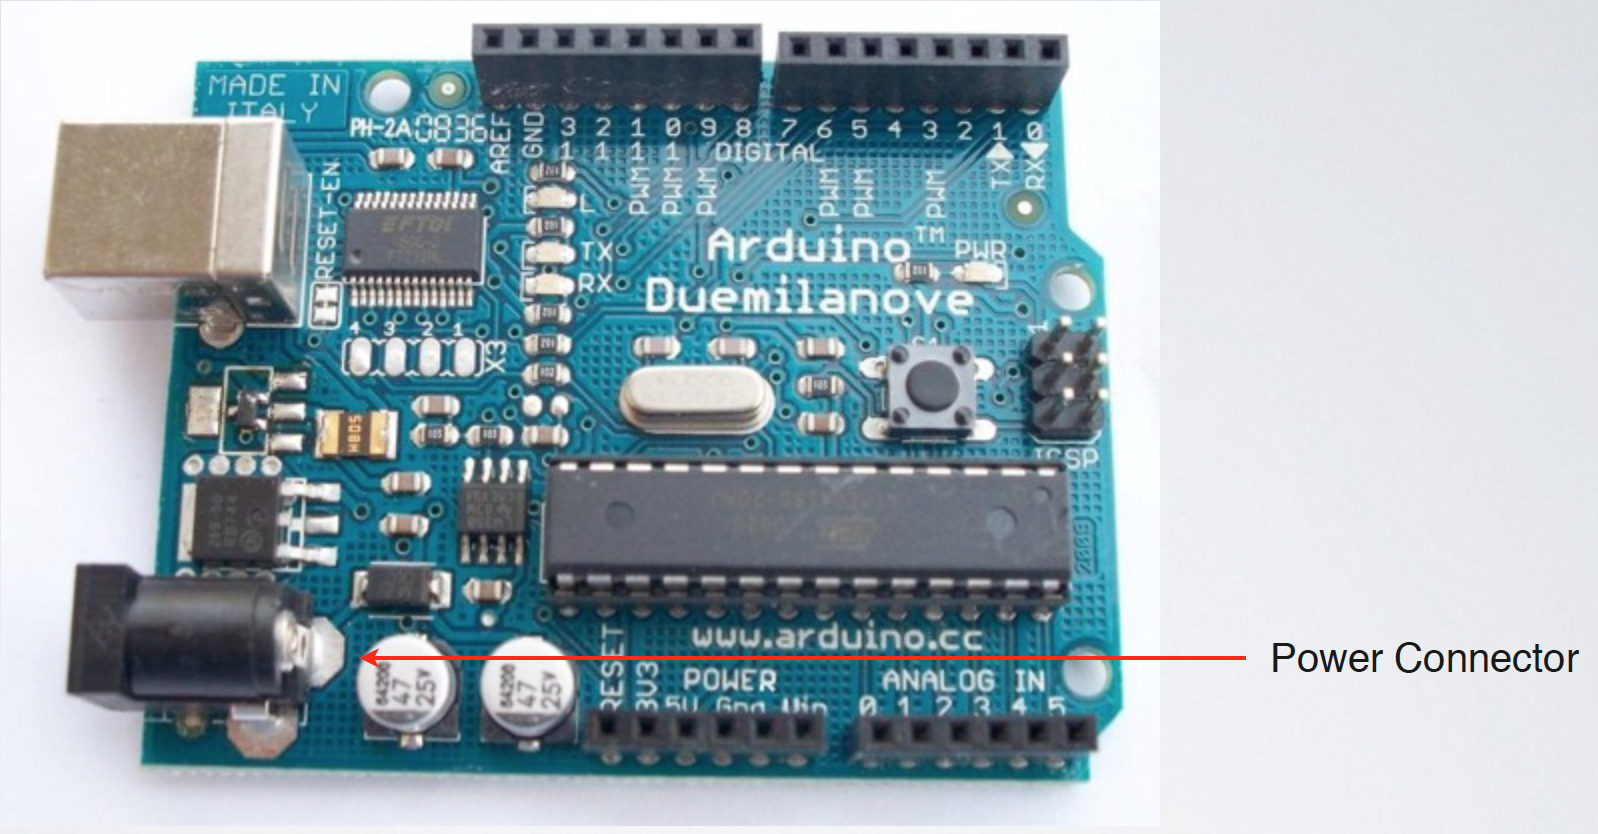 MADE IN
ITALY
PH-2A 0836
AREF
GND
13 12 11 10 9 8
7 6 5 4 3 2 1 0
DIGITAL
PWM PWM PWM
PWM PWM PWM
TX
RX
RESET-EN
FTDI
L
TX
RX
Arduino™
Duemilanove
PWR
1
4 3 2 1
X3
ICSP
www.arduino.cc
Power Connector
47
25V
47
25V
RESET
3V3
POWER
5V Gnd Vin
ANALOG IN
0 1 2 3 4 5